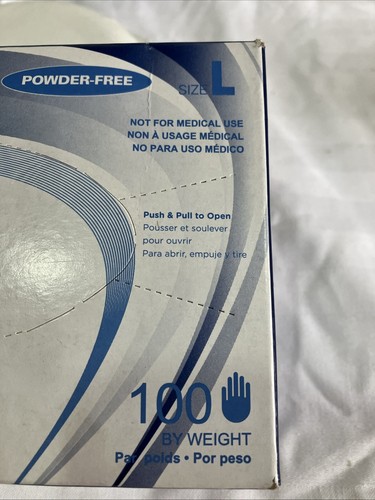 POWDER-FREE
SIZE L
NOT FOR MEDICAL USE
NON À USAGE MÉDICAL
NO PARA USO MÉDICO
Push & Pull to Open
Pousser et soulever
pour ouvrir
Para abrir, empuje y tire
100
BY WEIGHT
Par poids • Por peso